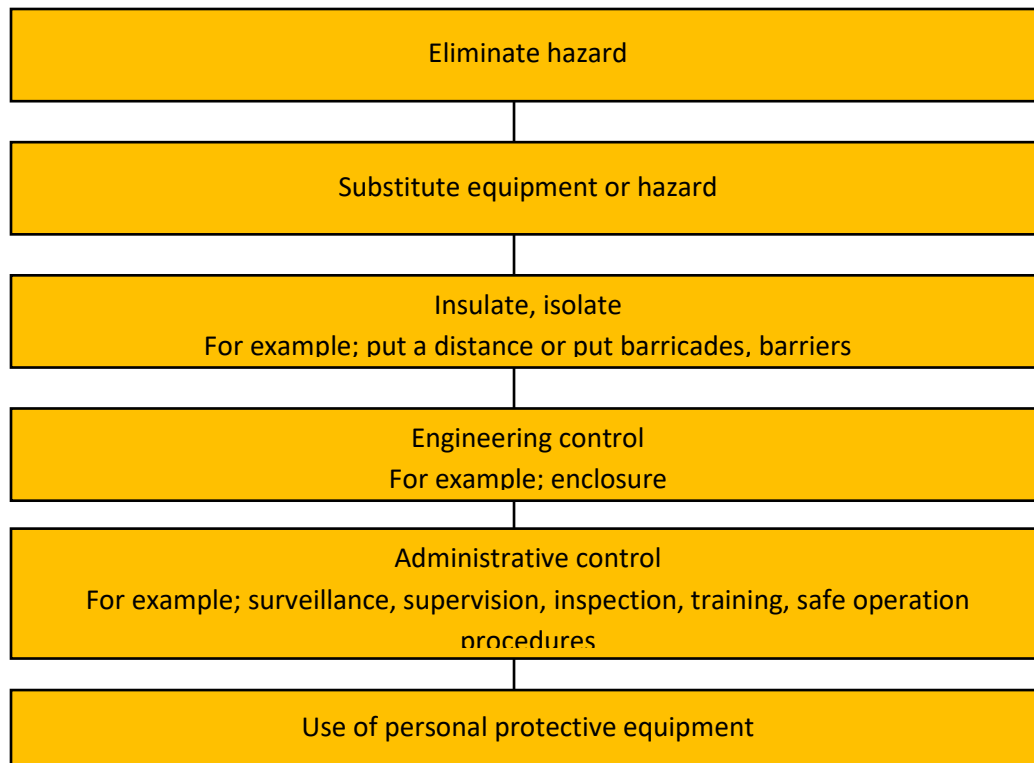 Eliminate hazard
Substitute equipment or hazard
Insulate, isolate
For example; put a distance or put barricades, barriers
Engineering control
For example; enclosure
Administrative control
For example; surveillance, supervision, inspection, training, safe operation
procedures
Use of personal protective equipment